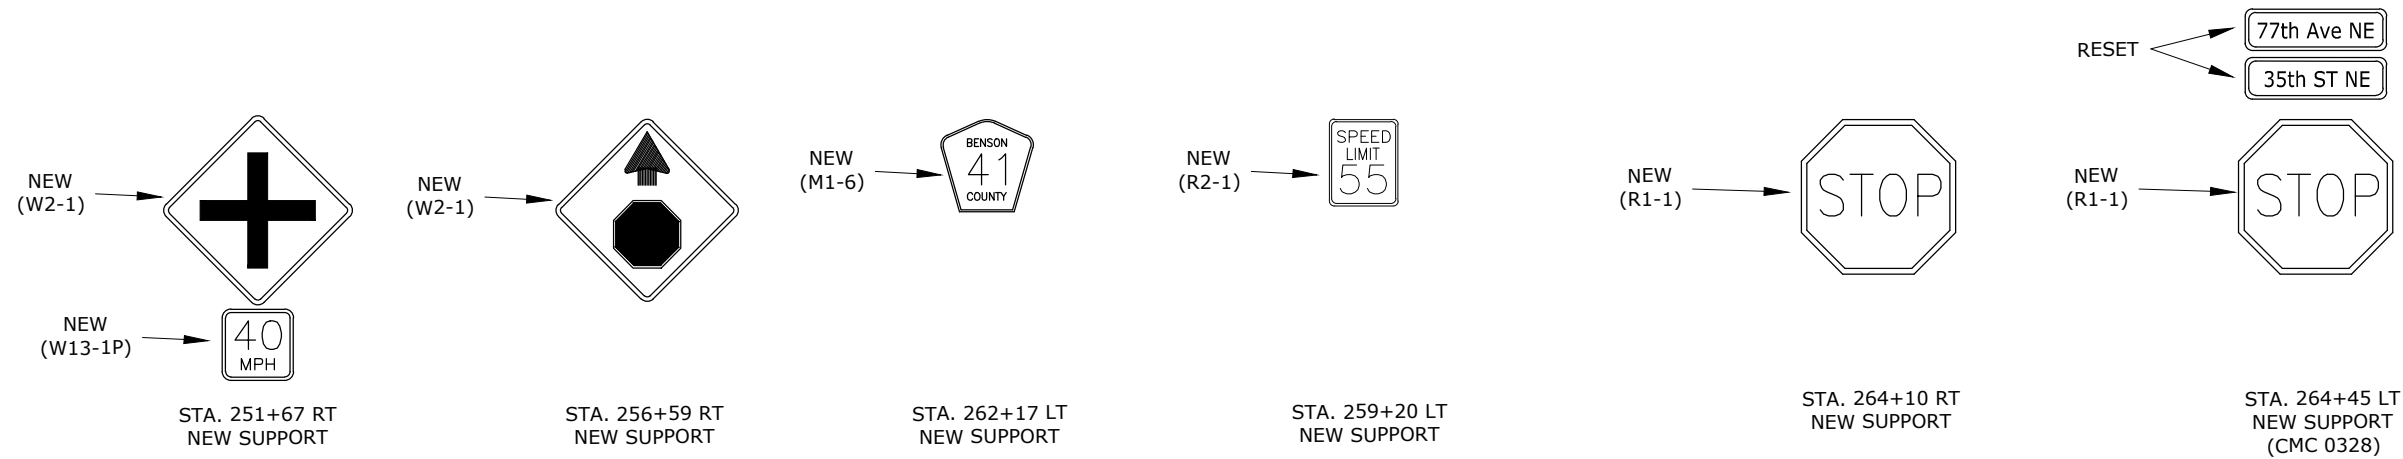 NEW
(W2-1)
NEW
(W13-1P)
40
MPH
STA. 251+67 RT
NEW SUPPORT
NEW
(W2-1)
STA. 256+59 RT
NEW SUPPORT
NEW
(M1-6)
BENSON
41
COUNTY
STA. 262+17 LT
NEW SUPPORT
NEW
(R2-1)
SPEED
LIMIT
55
STA. 259+20 LT
NEW SUPPORT
NEW
(R1-1)
STOP
STA. 264+10 RT
NEW SUPPORT
RESET
77th Ave NE
35th ST NE
NEW
(R1-1)
STOP
STA. 264+45 LT
NEW SUPPORT
(CMC 0328)